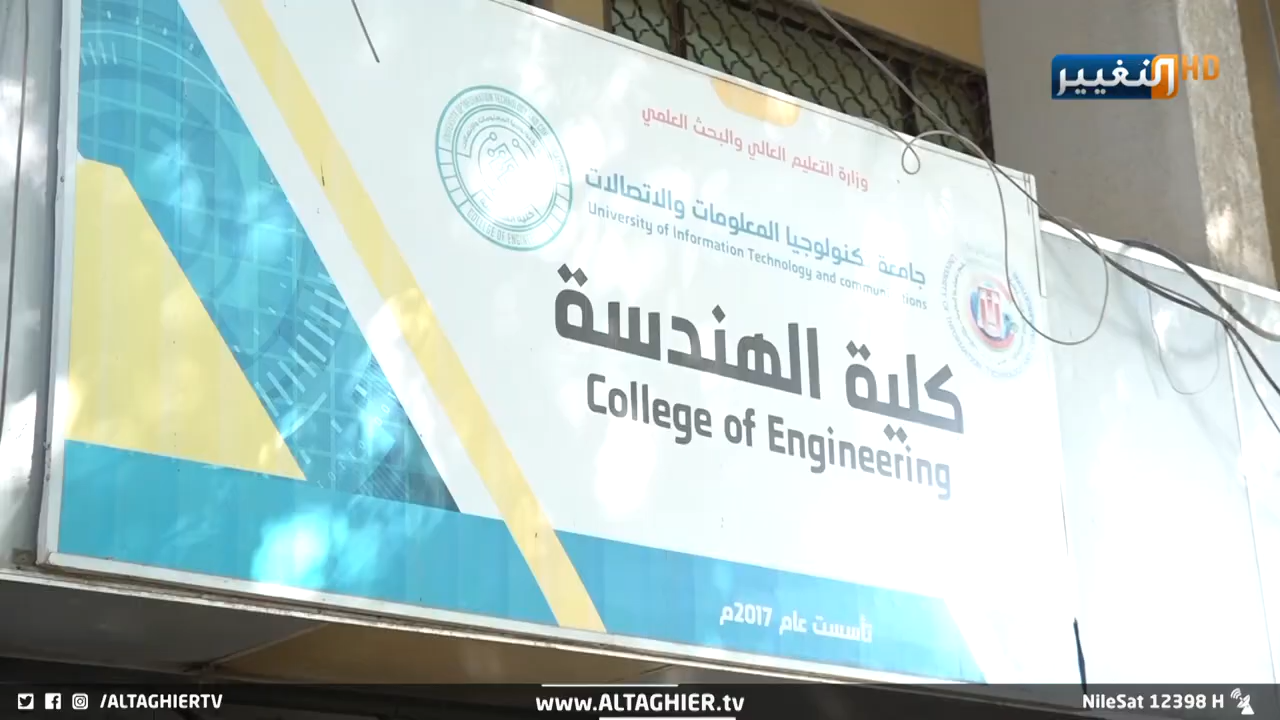 التغيير HD
وزارة التعليم العالي والبحث العلمي
جامعة تكنولوجيا المعلومات والاتصالات
University of Information Technology and communications
كلية الهندسة
College of Engineering
تأسست عام 2017م
/ALTAGHIERTV
www.ALTAGHIER.tv
NileSat 12398 H